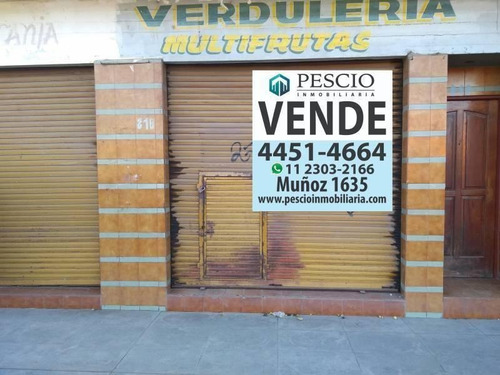 VERDULERIA
MULTIFRUTAS
PESCIO
INMOBILIARIA
VENDE
4451-4664
11 2303-2166
Muñoz 1635
www.pescioinmobiliaria.com